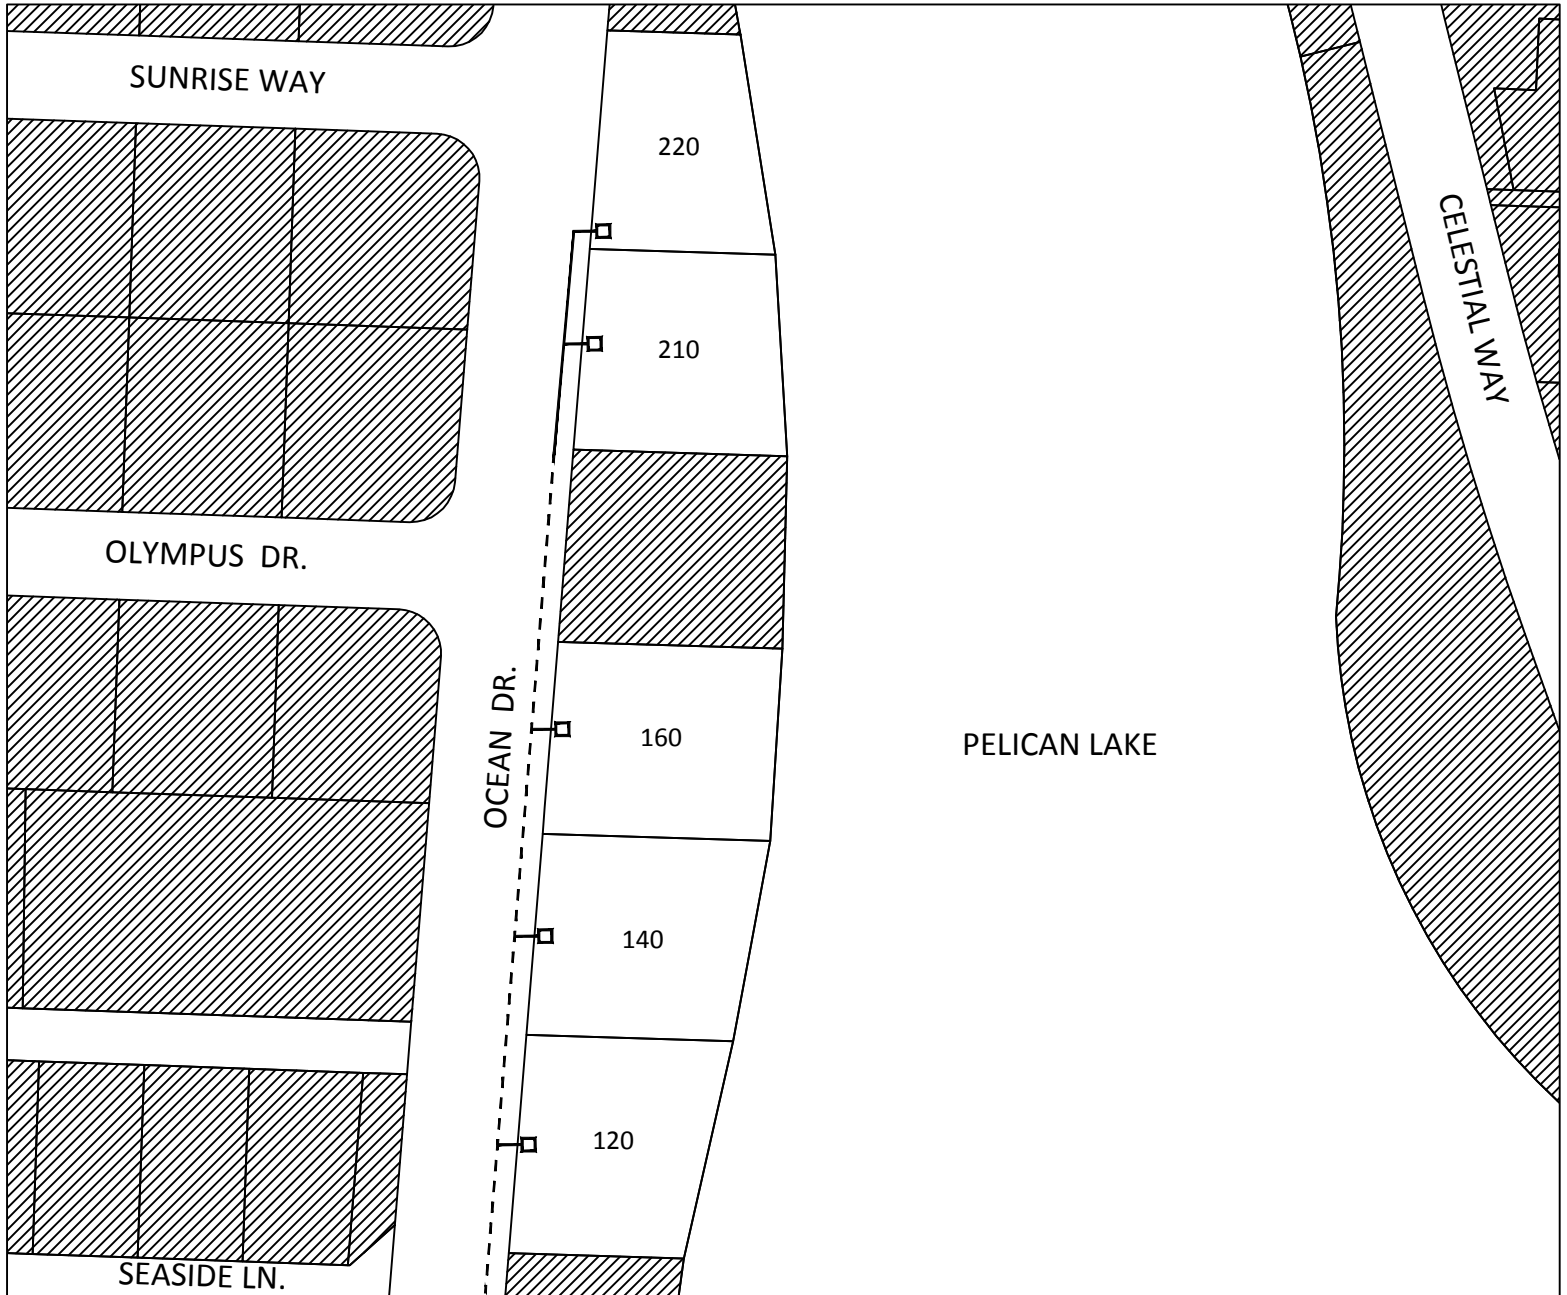 SUNRISE WAY
220
CELESTIAL WAY
210
OLYMPUS DR.
OCEAN DR.
160
PELICAN LAKE
140
120
SEASIDE LN.